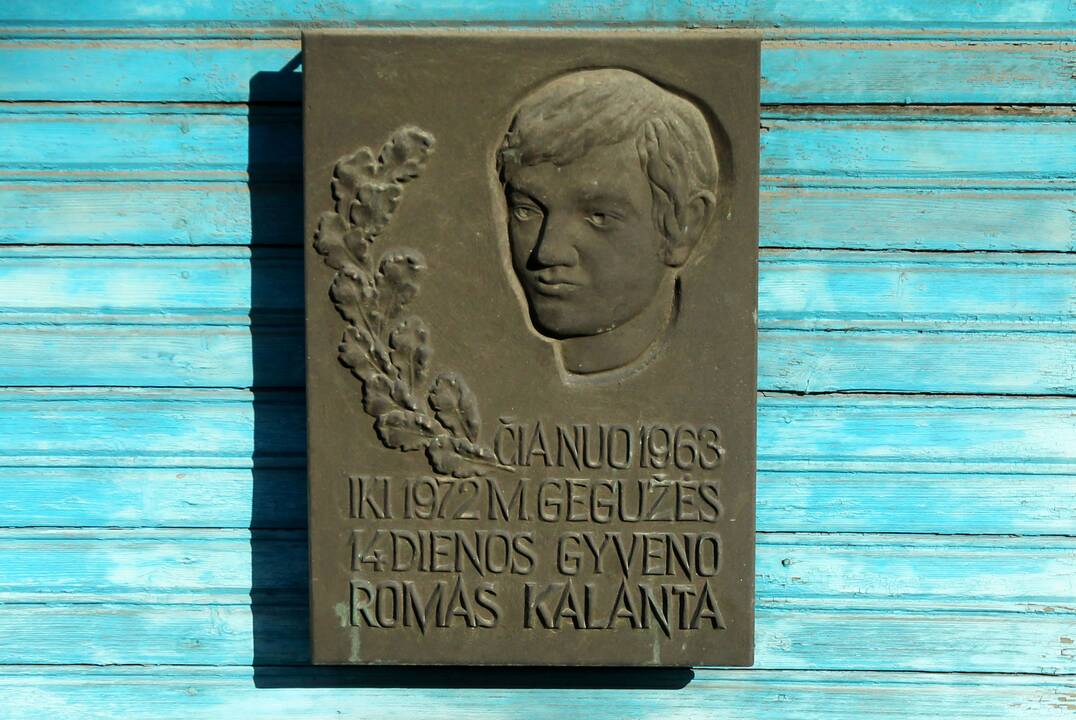 ČIA NUO 1963
IKI 1972 M. GEGUŽĖS
14 DIENOS GYVENO
ROMAS KALANTA